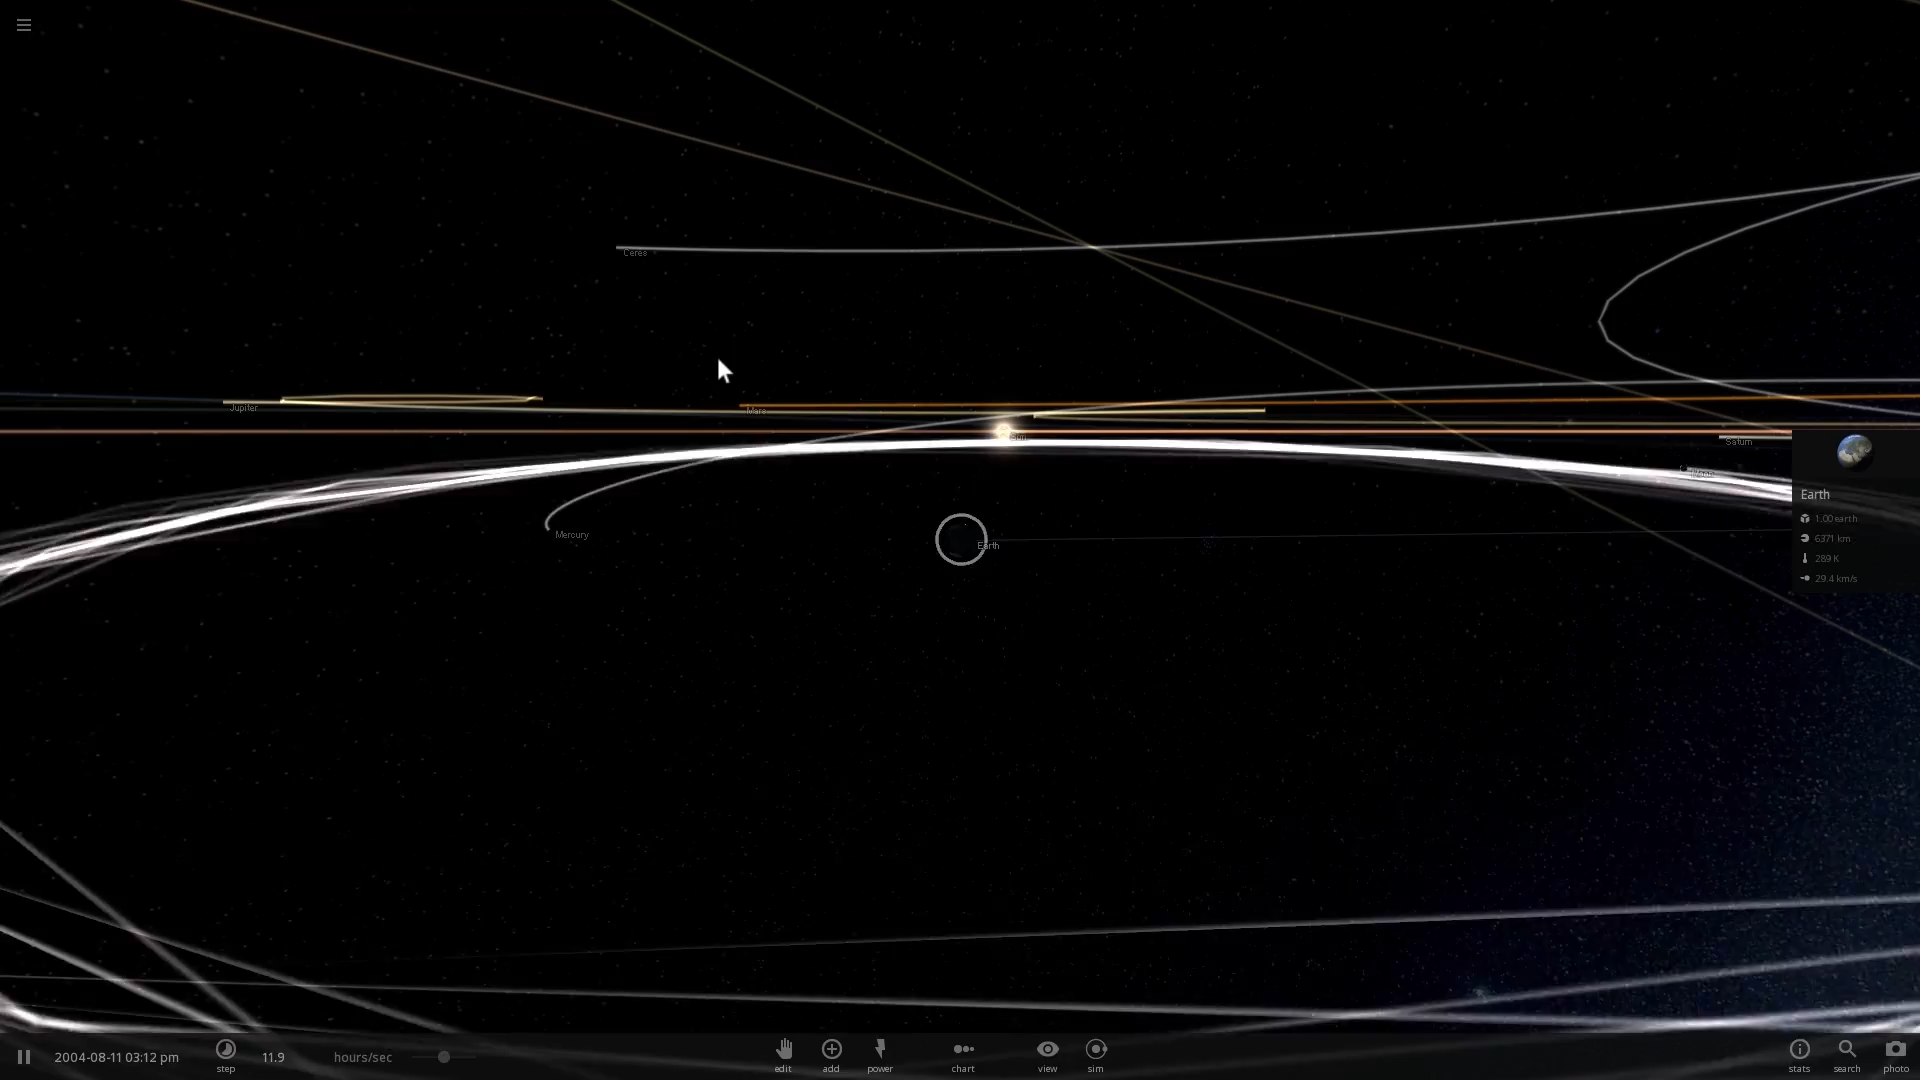 Ceres
Jupiter
Mars
Sun
Saturn
Moon
Earth
Mercury
Earth
1.00 earth
6371 km
289 K
29.4 km/s
2004-08-11 03:12 pm
step
11.9
hours/sec
edit
add
power
chart
view
sim
stats
search
photo